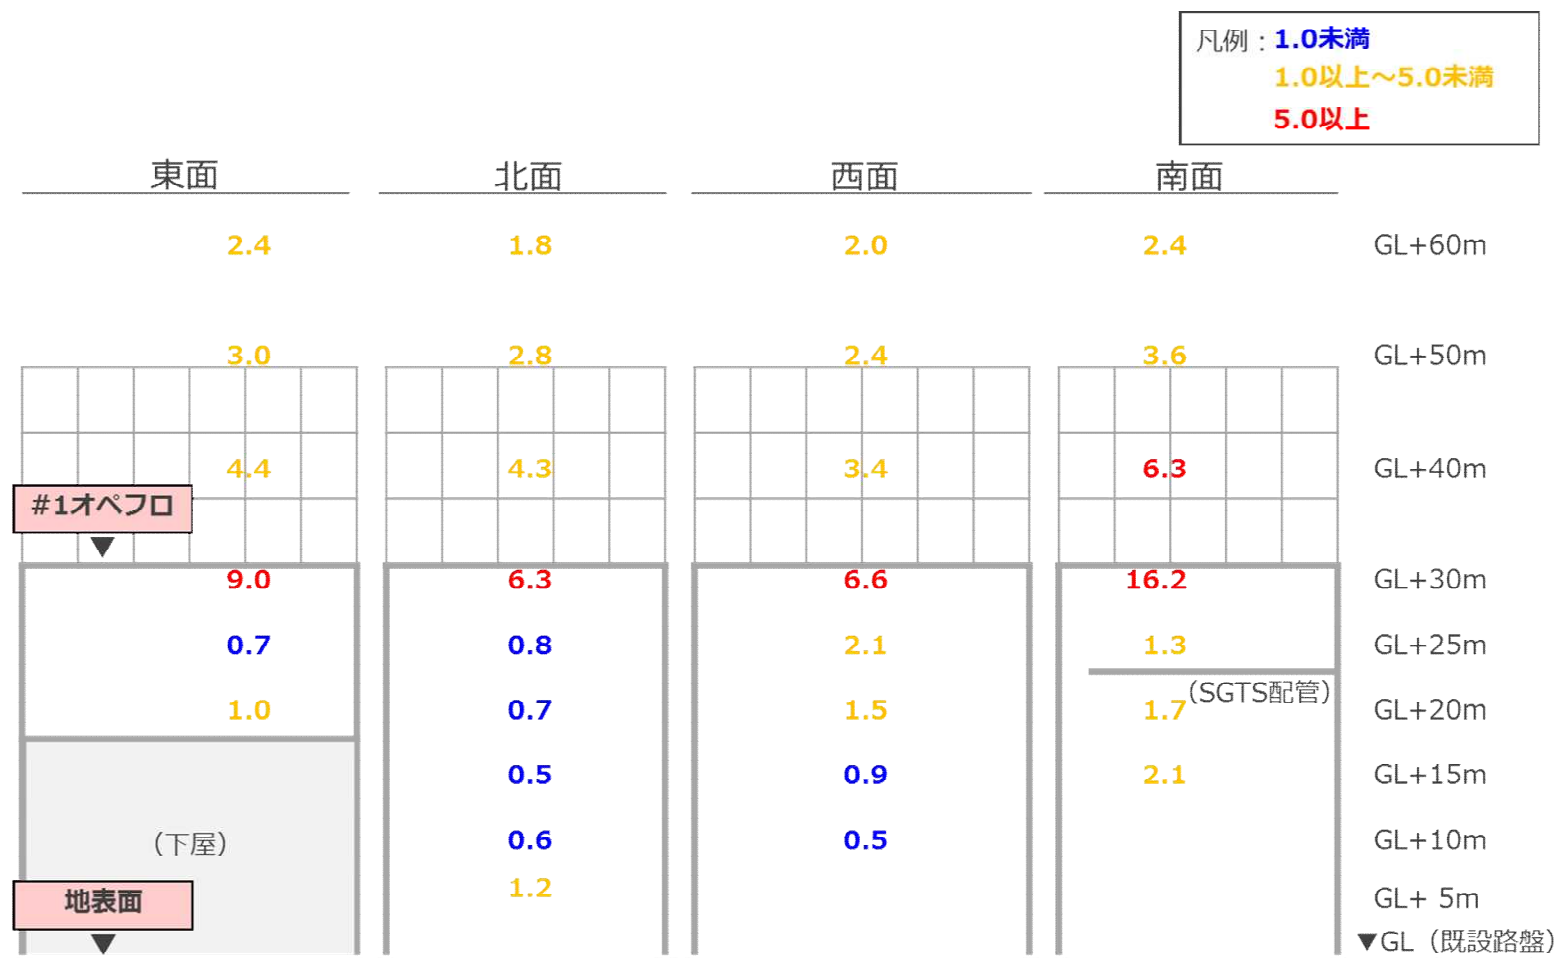 凡例：1.0未満
1.0以上～5.0未満
5.0以上
東面 北面 西面 南面
2.4 1.8 2.0 2.4 GL+60m
3.0 2.8 2.4 3.6 GL+50m
4.4 4.3 3.4 6.3 GL+40m
#1オペフロ
▼
9.0 6.3 6.6 16.2 GL+30m
0.7 0.8 2.1 1.3 GL+25m
（SGTS配管）
1.0 0.7 1.5 1.7 GL+20m
0.5 0.9 2.1 GL+15m
（下屋） 0.6 0.5 GL+10m
1.2 GL+ 5m
地表面
▼
▼GL（既設路盤）